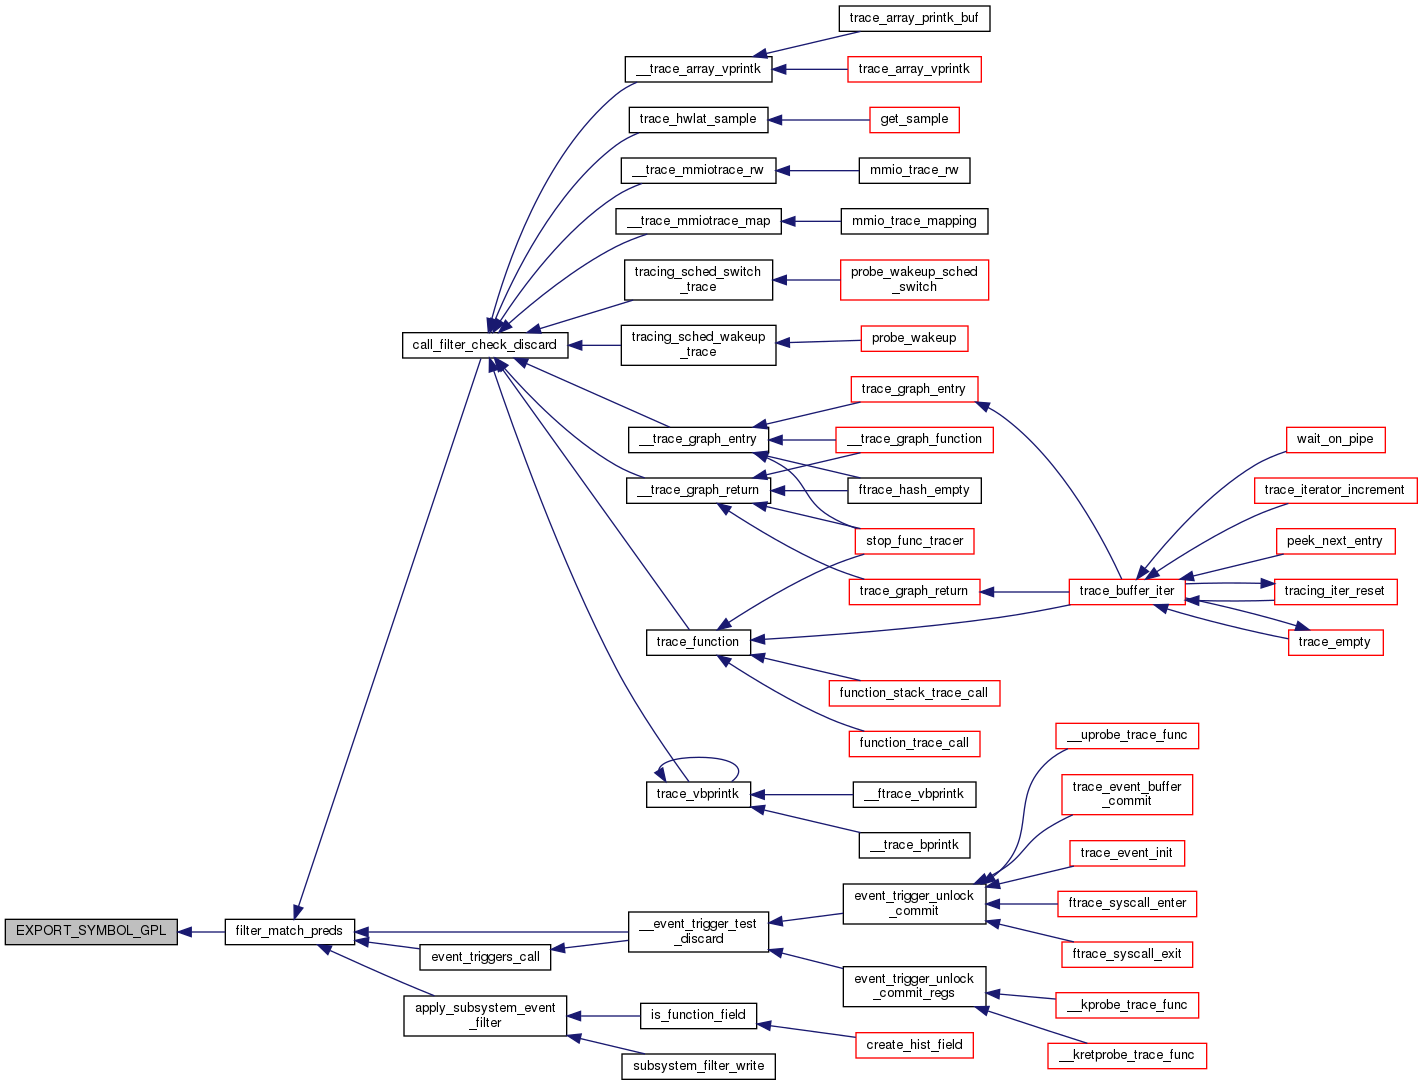 trace_array_printk_buf
__trace_array_vprintk
trace_array_vprintk
trace_hwlat_sample
get_sample
__trace_mmiotrace_rw
mmio_trace_rw
__trace_mmiotrace_map
mmio_trace_mapping
tracing_sched_switch
_trace
probe_wakeup_sched
_switch
call_filter_check_discard
tracing_sched_wakeup
_trace
probe_wakeup
trace_graph_entry
__trace_graph_entry
__trace_graph_function
wait_on_pipe
__trace_graph_return
ftrace_hash_empty
trace_iterator_increment
stop_func_tracer
peek_next_entry
trace_graph_return
trace_buffer_iter
tracing_iter_reset
trace_function
trace_empty
function_stack_trace_call
function_trace_call
__uprobe_trace_func
trace_vbprintk
__ftrace_vbprintk
trace_event_buffer
_commit
__trace_bprintk
trace_event_init
event_trigger_unlock
_commit
ftrace_syscall_enter
EXPORT_SYMBOL_GPL
filter_match_preds
__event_trigger_test
_discard
event_triggers_call
ftrace_syscall_exit
event_trigger_unlock
_commit_regs
__kprobe_trace_func
apply_subsystem_event
_filter
is_function_field
create_hist_field
__kretprobe_trace_func
subsystem_filter_write